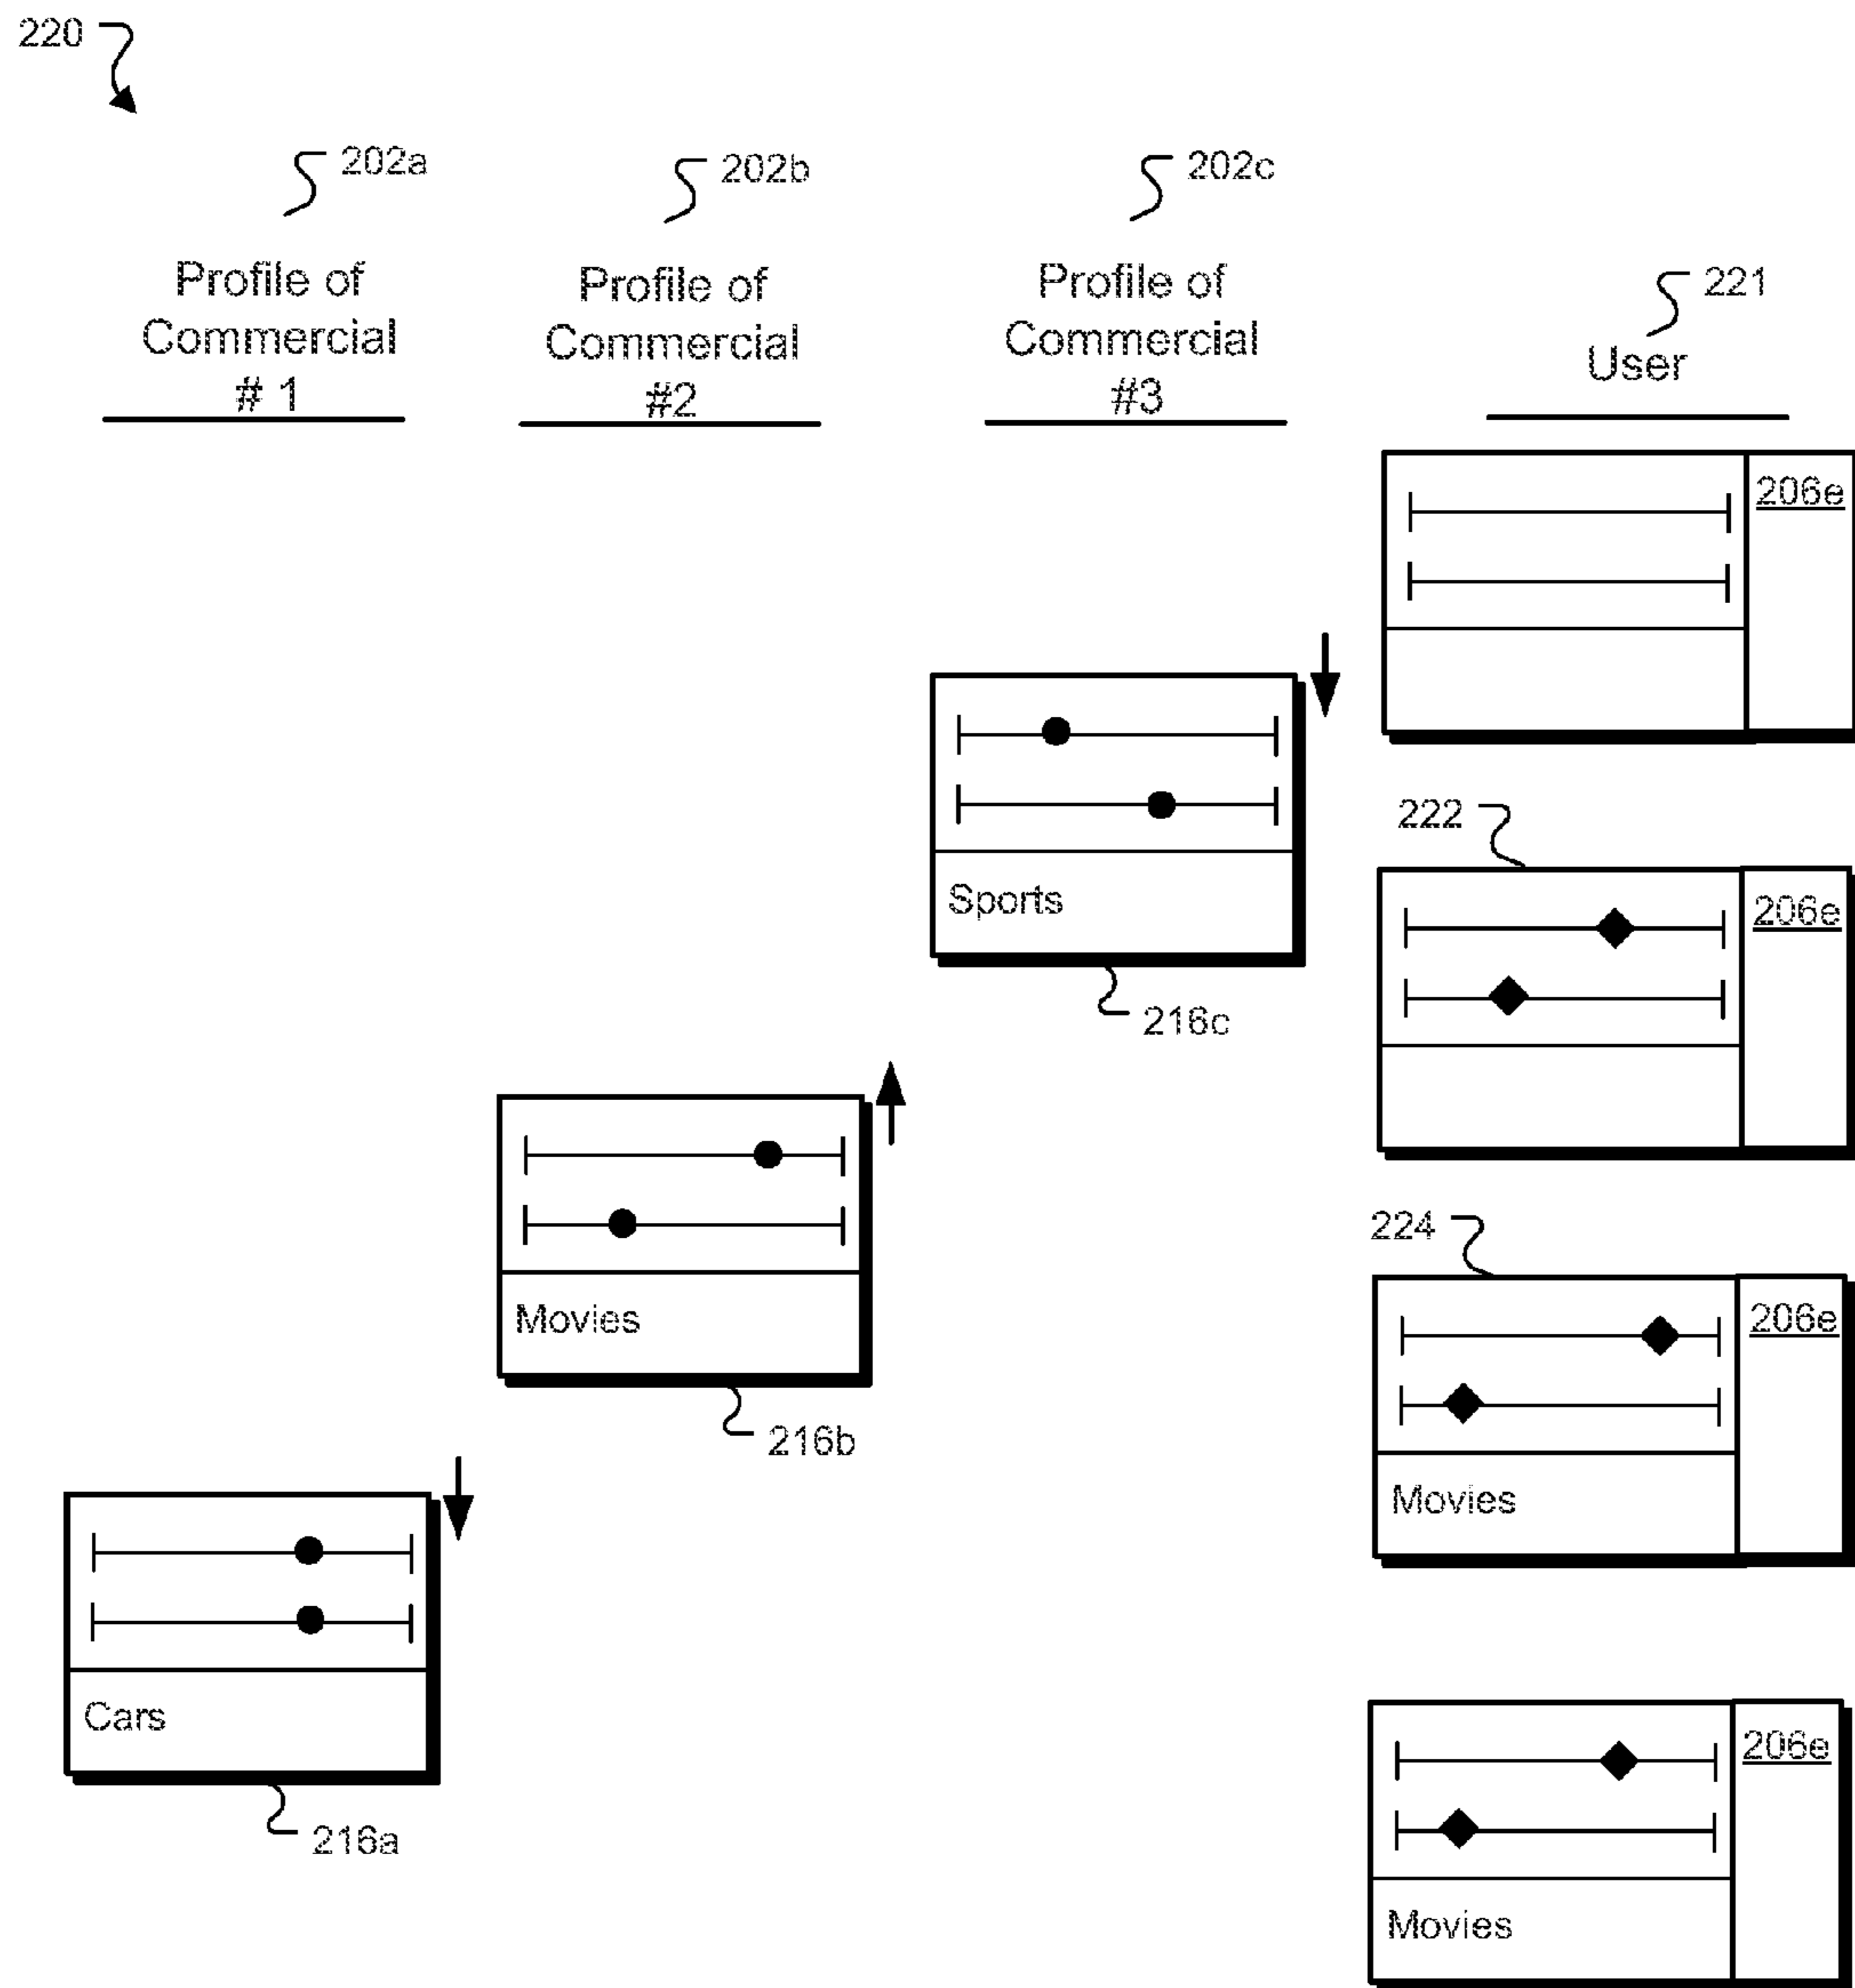 220
202a
202b
202c
221
Profile of
Commercial
# 1
Profile of
Commercial
#2
Profile of
Commercial
#3
User
206e
Sports
216c
222
206e
Movies
216b
224
206e
Movies
Cars
216a
206e
Movies